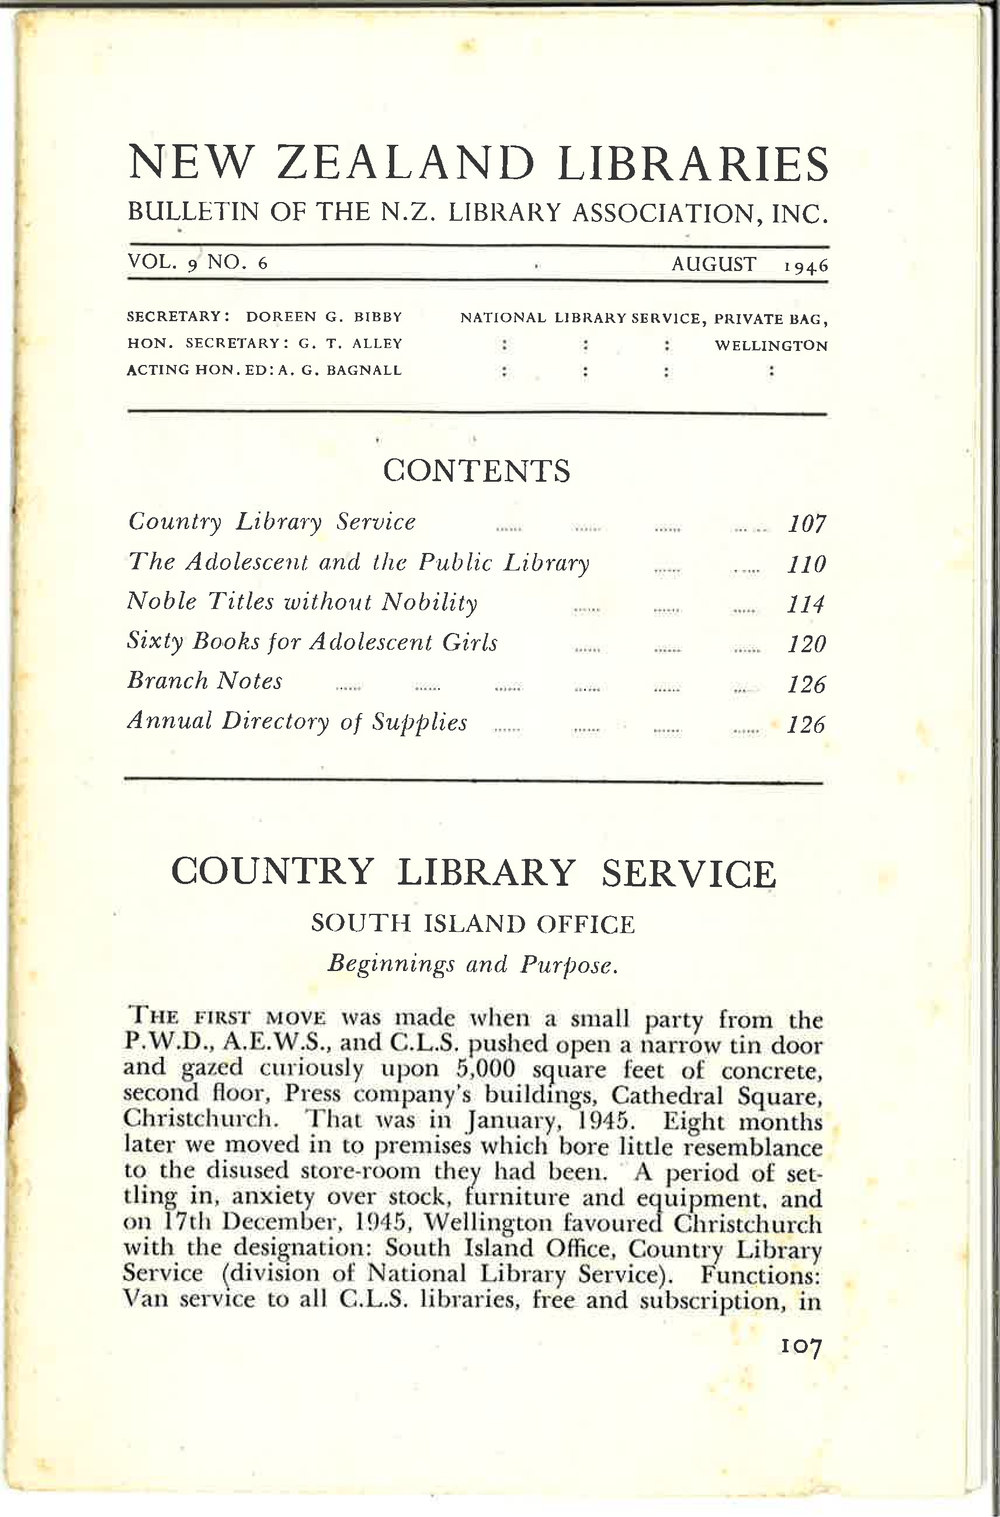 NEW ZEALAND LIBRARIES
BULLETIN OF THE N.Z. LIBRARY ASSOCIATION, INC.
VOL. 9 NO. 6 AUGUST 1946
SECRETARY: DOREEN G. BIBBY NATIONAL LIBRARY SERVICE, PRIVATE BAG,
HON. SECRETARY: G. T. ALLEY : : : WELLINGTON
ACTING HON. ED: A. G. BAGNALL : : : :
CONTENTS
Country Library Service ...... ...... ...... ...... 107
The Adolescent and the Public Library ...... ...... 110
Noble Titles without Nobility ...... ...... ...... 114
Sixty Books for Adolescent Girls ...... ...... ...... 120
Branch Notes ...... ...... ...... ...... ...... ...... 126
Annual Directory of Supplies ...... ...... ...... ...... 126
COUNTRY LIBRARY SERVICE
SOUTH ISLAND OFFICE
Beginnings and Purpose.
THE FIRST MOVE was made when a small party from the
P.W.D., A.E.W.S., and C.L.S. pushed open a narrow tin door
and gazed curiously upon 5,000 square feet of concrete,
second floor, Press company's buildings, Cathedral Square,
Christchurch. That was in January, 1945. Eight months
later we moved in to premises which bore little resemblance
to the disused store-room they had been. A period of set-
tling in, anxiety over stock, furniture and equipment, and
on 17th December, 1945, Wellington favoured Christchurch
with the designation: South Island Office, Country Library
Service (division of National Library Service). Functions:
Van service to all C.L.S. libraries, free and subscription, in
107